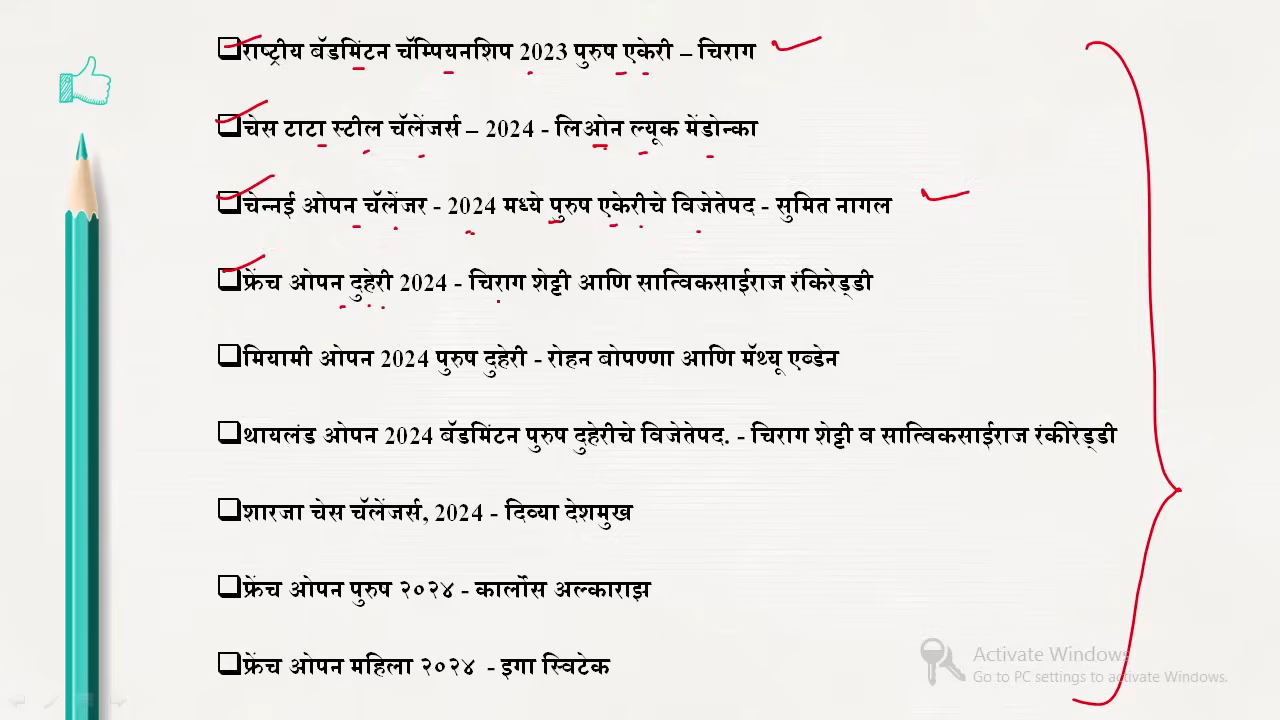 राष्ट्रीय बॅडमिंटन चॅम्पियनशिप 2023 पुरुष एकेरी – चिराग
चेस टाटा स्टील चॅलेंजर्स – 2024 - लिओन ल्यूक मेंडोन्का
चेन्नई ओपन चॅलेंजर - 2024 मध्ये पुरुष एकेरीचे विजेतेपद - सुमित नागल
फ्रेंच ओपन दुहेरी 2024 - चिराग शेट्टी आणि सात्विकसाईराज रंकिरेड्डी
मियामी ओपन 2024 पुरुष दुहेरी - रोहन बोपण्णा आणि मॅथ्यू एब्डेन
थायलंड ओपन 2024 बॅडमिंटन पुरुष दुहेरीचे विजेतेपद. - चिराग शेट्टी व सात्विकसाईराज रंकीरेड्डी
शारजा चेस चॅलेंजर्स, 2024 - दिव्या देशमुख
फ्रेंच ओपन पुरुष २०२४ - कार्लोस अल्काराझ
फ्रेंच ओपन महिला २०२४ - इगा स्विटेक
Activate Windows
Go to PC settings to activate Windows.